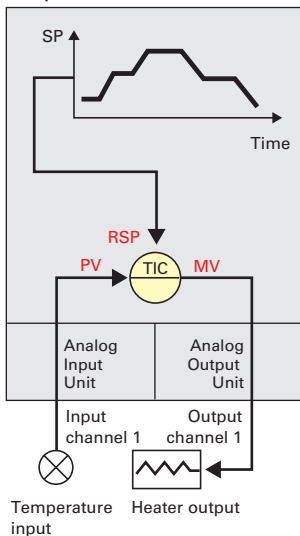 SP
Time
RSP
PV
TIC
MV
Analog
Input
Unit
Analog
Output
Unit
Input
channel 1
Output
channel 1
Temperature
input
Heater output